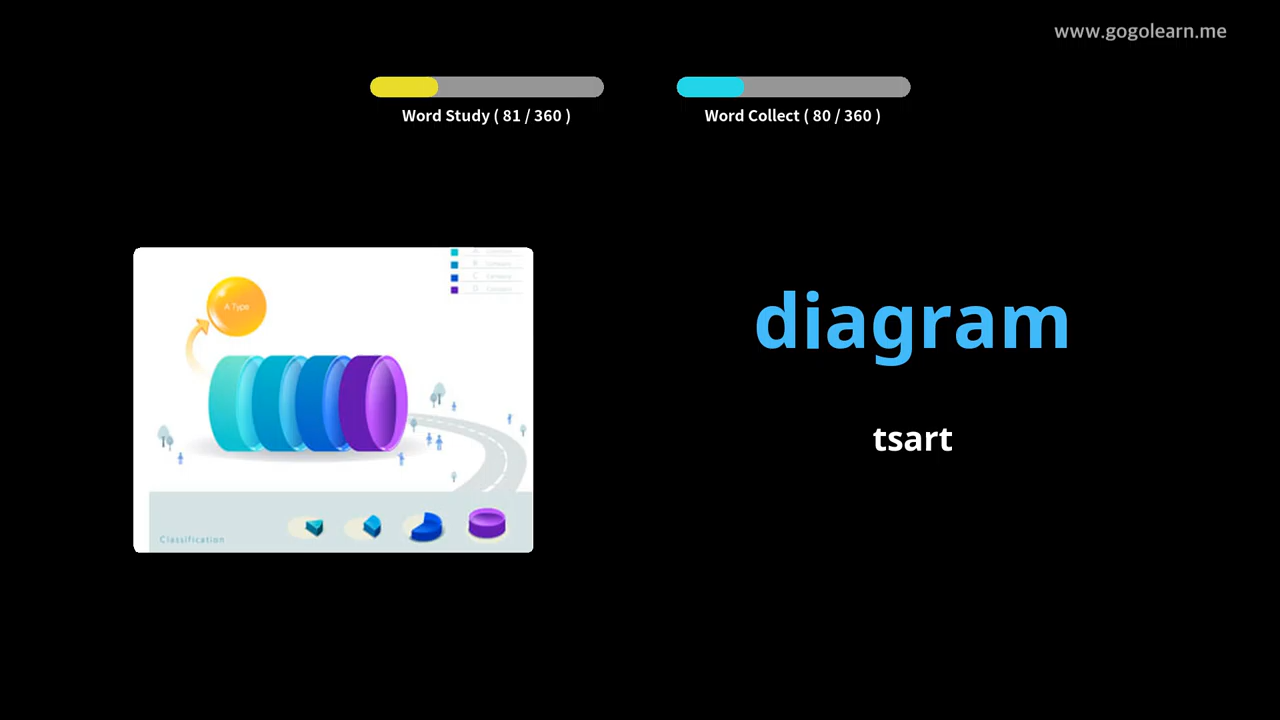 www.gogolearn.me
Word Study ( 81 / 360 )
Word Collect ( 80 / 360 )
A Type
B
C
diagram
tsart
Classification